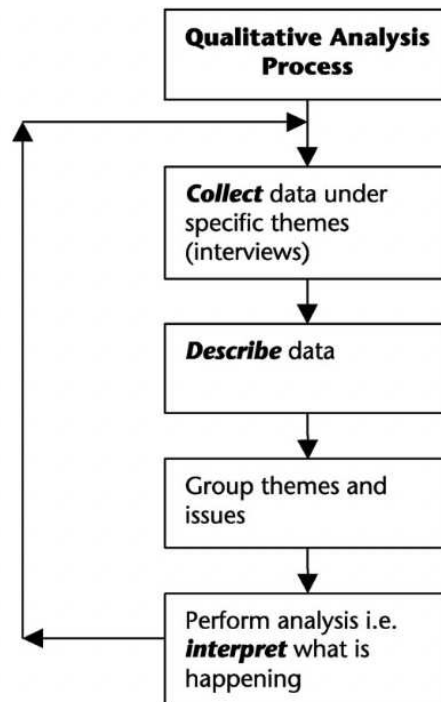 Qualitative Analysis
Process
Collect data under
specific themes
(interviews)
Describe data
Group themes and
issues
Perform analysis i.e.
interpret what is
happening